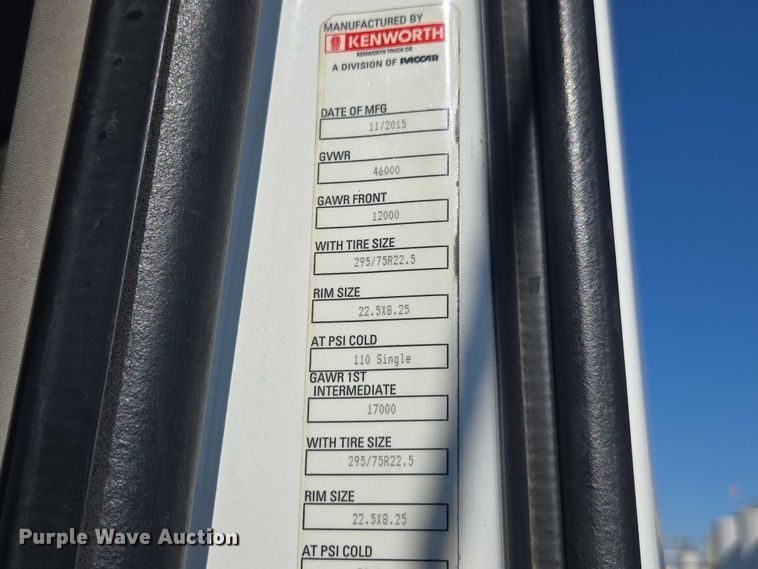 MANUFACTURED BY
KENWORTH
KENWORTH TRUCK CO.
A DIVISION OF PACCAR
DATE OF MFG
11/2015
GVWR
46000
GAWR FRONT
12000
WITH TIRE SIZE
295/75R22.5
RIM SIZE
22.5X8.25
AT PSI COLD
110 Single
GAWR 1ST
INTERMEDIATE
17000
WITH TIRE SIZE
295/75R22.5
RIM SIZE
22.5X8.25
AT PSI COLD
Purple Wave Auction